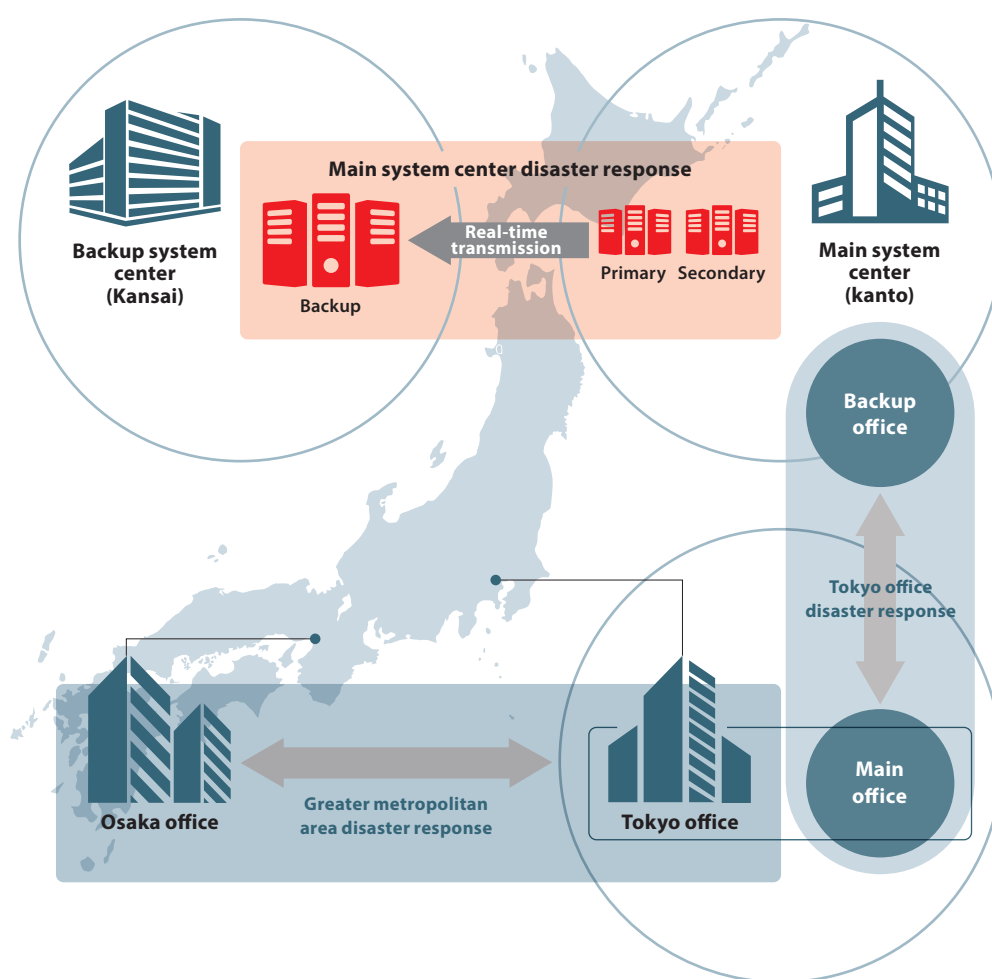 Main system center disaster response
Backup system
center
(Kansai)
Backup
Real-time
transmission
Primary
Secondary
Main system
center
(kanto)
Backup
office
Tokyo office
disaster response
Main
office
Osaka office
Greater metropolitan
area disaster response
Tokyo office